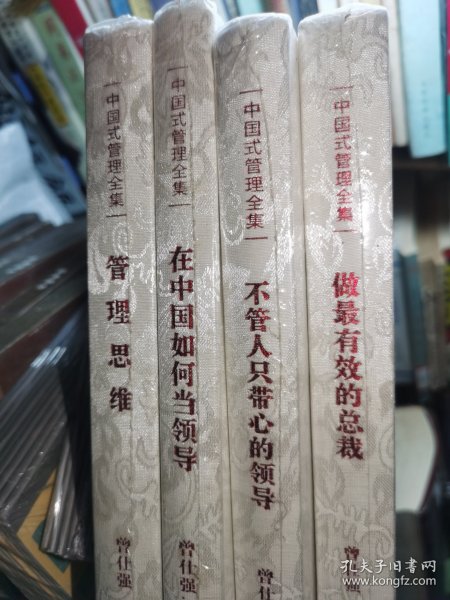 中国式管理全集
管理思维
曾仕强
中国式管理全集
在中国如何当领导
曾仕强
中国式管理全集
不管人只带心的领导
曾仕
中国式管理全集
做最有效的总裁
曾
孔夫子旧书网
www.kongfz.com